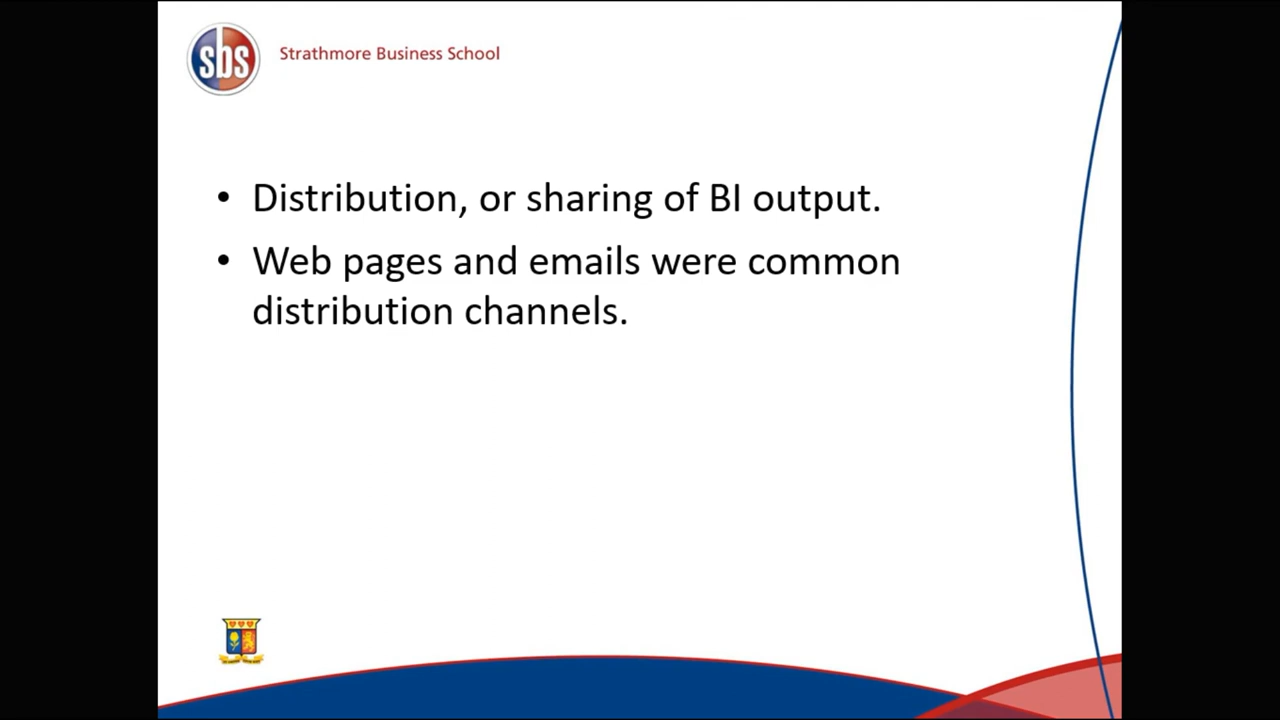 sbs
Strathmore Business School
• Distribution, or sharing of BI output.
• Web pages and emails were common
distribution channels.